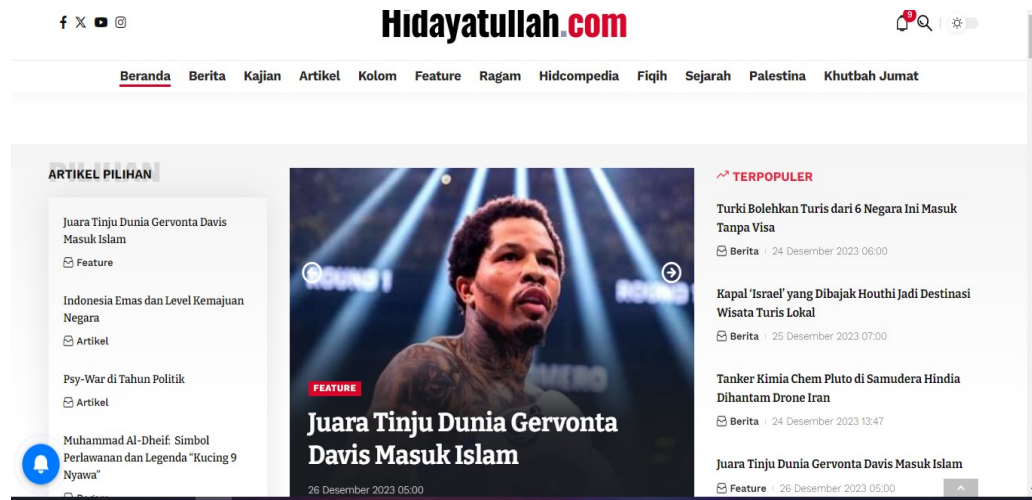 Hidayatullah.com
9
Beranda Berita Kajian Artikel Kolom Feature Ragam Hidcompedia Fiqih Sejarah Palestina Khutbah Jumat
PILIHAN
ARTIKEL PILIHAN
Juara Tinju Dunia Gervonta Davis
Masuk Islam
Feature
Indonesia Emas dan Level Kemajuan
Negara
Artikel
Psy-War di Tahun Politik
Artikel
Muhammad Al-Dheif: Simbol
Perlawanan dan Legenda “Kucing 9
Nyawa”
ROUND 1
FEATURE
Juara Tinju Dunia Gervonta
Davis Masuk Islam
26 Desember 2023 05:00
TERPOPULER
Turki Bolehkan Turis dari 6 Negara Ini Masuk
Tanpa Visa
Berita 24 Desember 2023 06:00
Kapal ‘Israel’ yang Dibajak Houthi Jadi Destinasi
Wisata Turis Lokal
Berita 25 Desember 2023 07:00
Tanker Kimia Chem Pluto di Samudera Hindia
Dihantam Drone Iran
Berita 24 Desember 2023 13:47
Juara Tinju Dunia Gervonta Davis Masuk Islam
Feature 26 Desember 2023 05:00